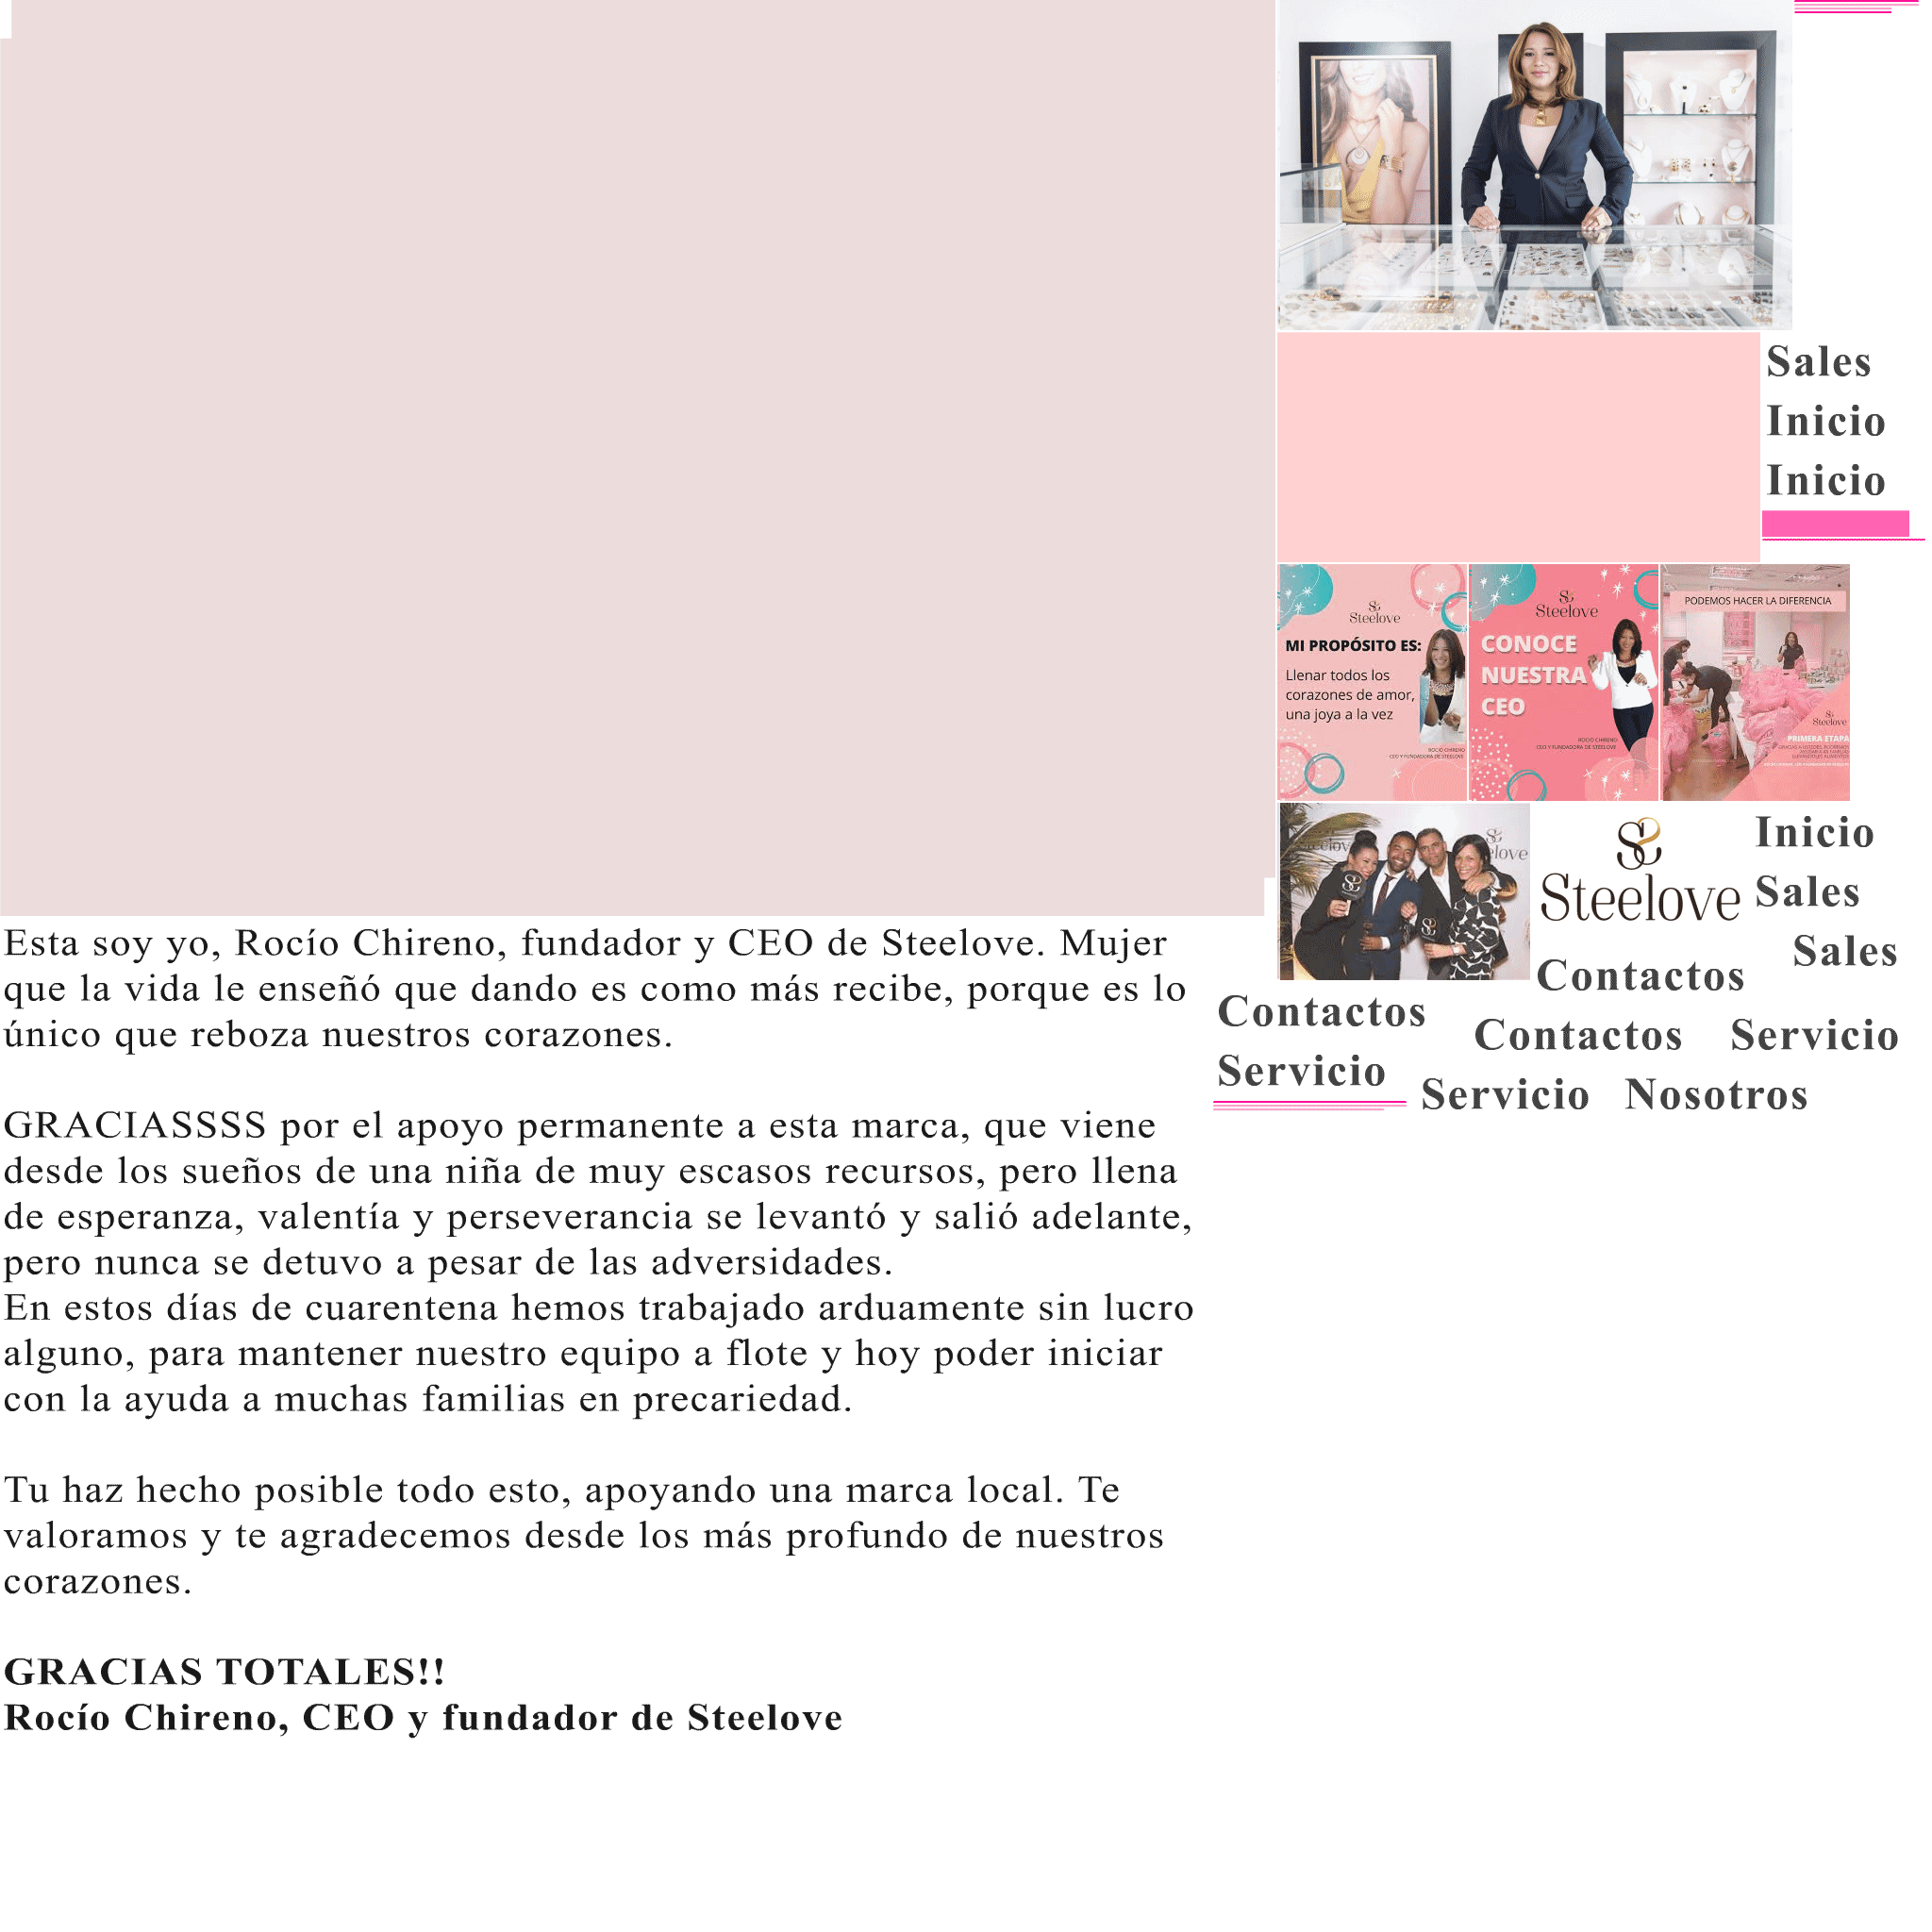 Sales
Inicio
Inicio
Steelove
MI PROPÓSITO ES:
Llenar todos los
corazones de amor,
una joya a la vez
ROCIO CHIRENO
CEO Y FUNDADORA DE STEELOVE
Steelove
CONOCE
NUESTRA
CEO
ROCIO CHIRENO
CEO Y FUNDADORA DE STEELOVE
PODEMOS HACER LA DIFERENCIA
Steelove
PRIMERA ETAPA
Steelove
Inicio
Sales
Sales
Contactos
Contactos
Contactos
Servicio
Servicio
Servicio
Nosotros
Esta soy yo, Rocío Chireno, fundador y CEO de Steelove. Mujer
que la vida le enseñó que dando es como más recibe, porque es lo
único que reboza nuestros corazones.
GRACIASSSS por el apoyo permanente a esta marca, que viene
desde los sueños de una niña de muy escasos recursos, pero llena
de esperanza, valentía y perseverancia se levantó y salió adelante,
pero nunca se detuvo a pesar de las adversidades.
En estos días de cuarentena hemos trabajado arduamente sin lucro
alguno, para mantener nuestro equipo a flote y hoy poder iniciar
con la ayuda a muchas familias en precariedad.
Tu haz hecho posible todo esto, apoyando una marca local. Te
valoramos y te agradecemos desde los más profundo de nuestros
corazones.
GRACIAS TOTALES!!
Rocío Chireno, CEO y fundador de Steelove